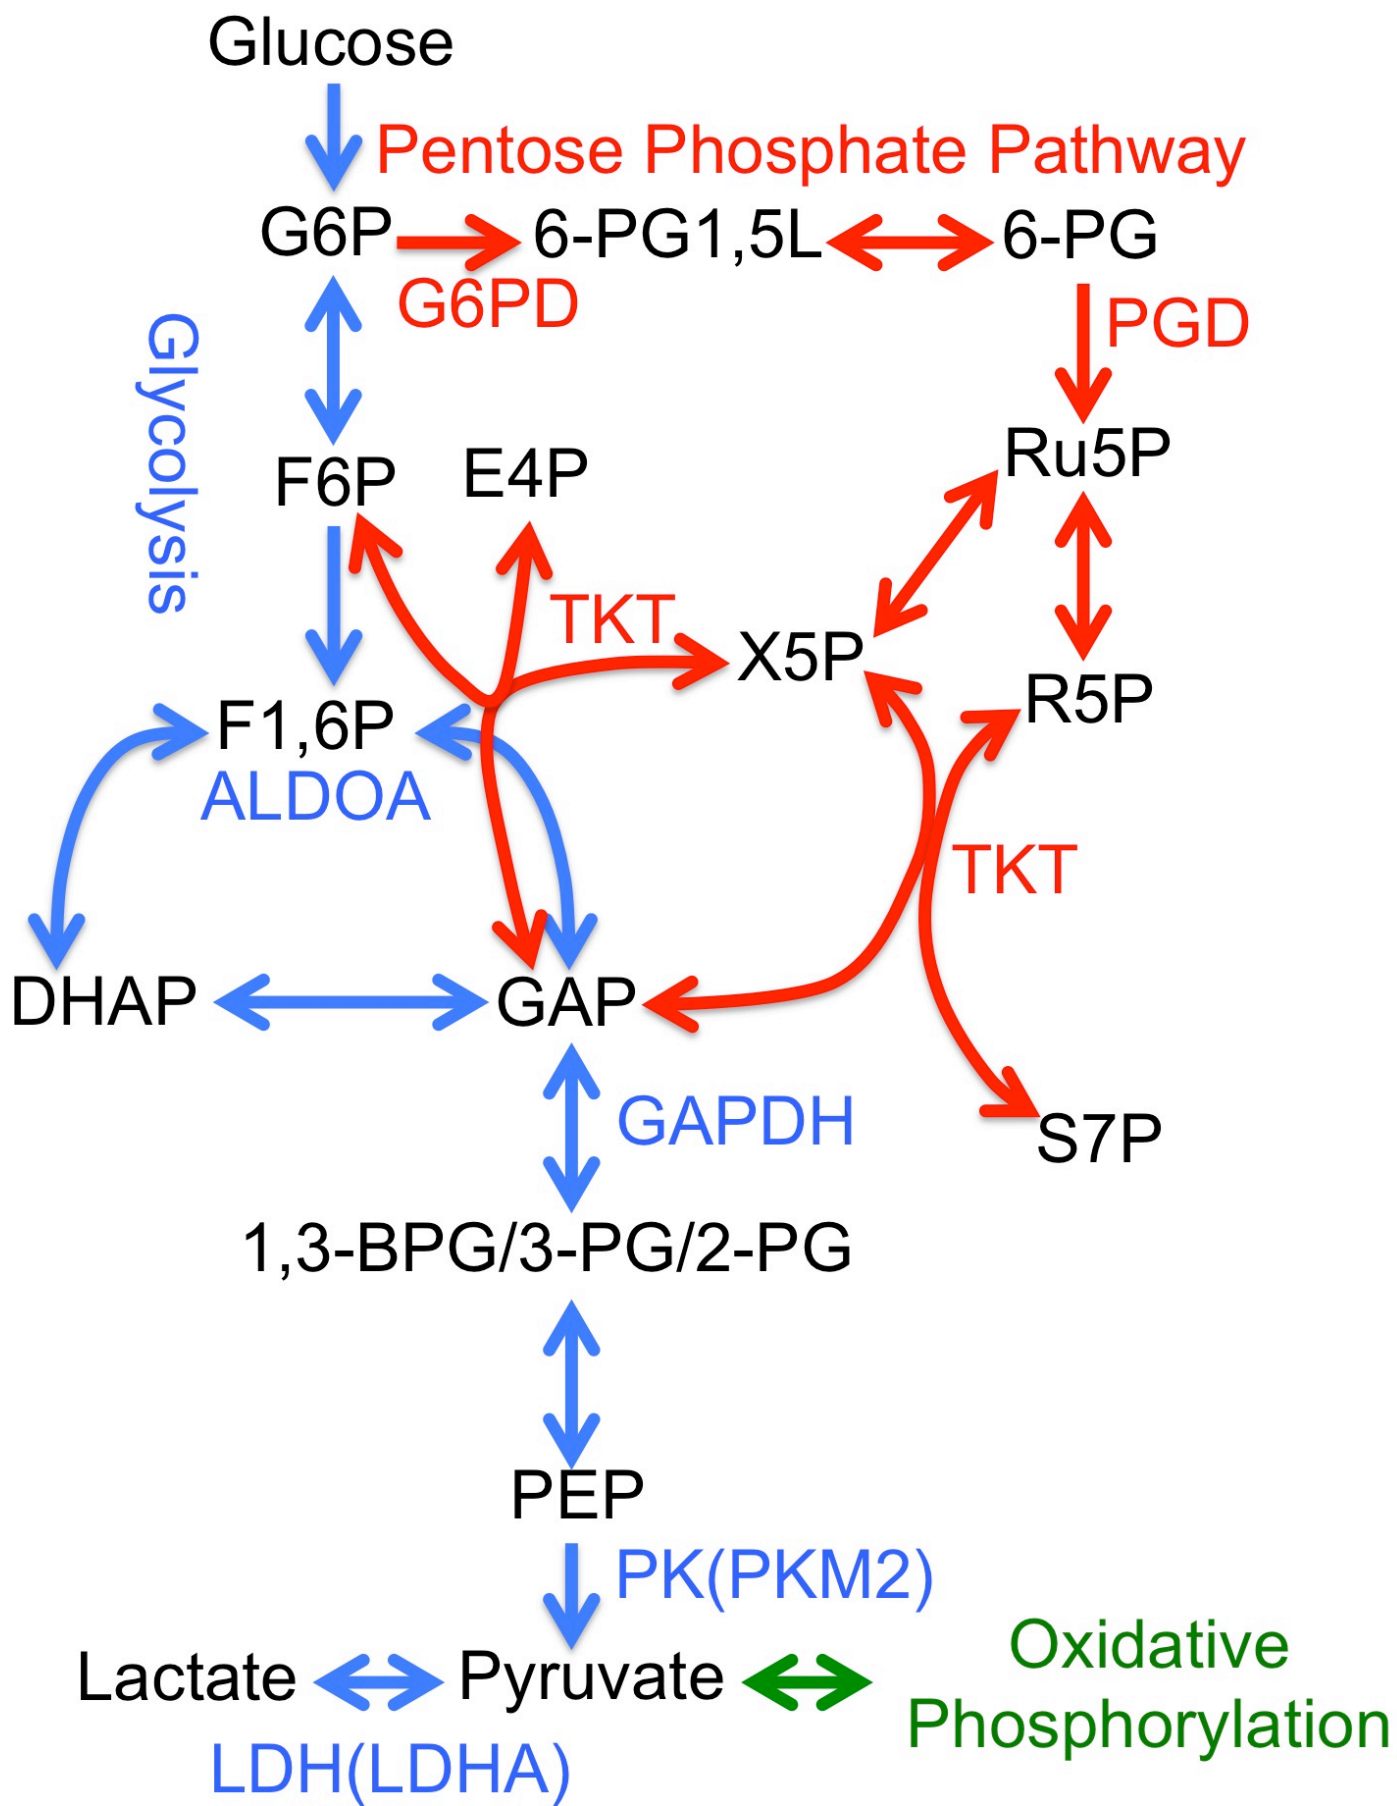 Glucose
Pentose Phosphate Pathway
G6P
6-PG1,5L
6-PG
G6PD
PGD
Glycolysis
F6P
E4P
Ru5P
TKT
X5P
R5P
F1,6P
ALDOA
TKT
DHAP
GAP
GAPDH
S7P
1,3-BPG/3-PG/2-PG
PEP
PK(PKM2)
Lactate
Pyruvate
Oxidative
Phosphorylation
LDH(LDHA)